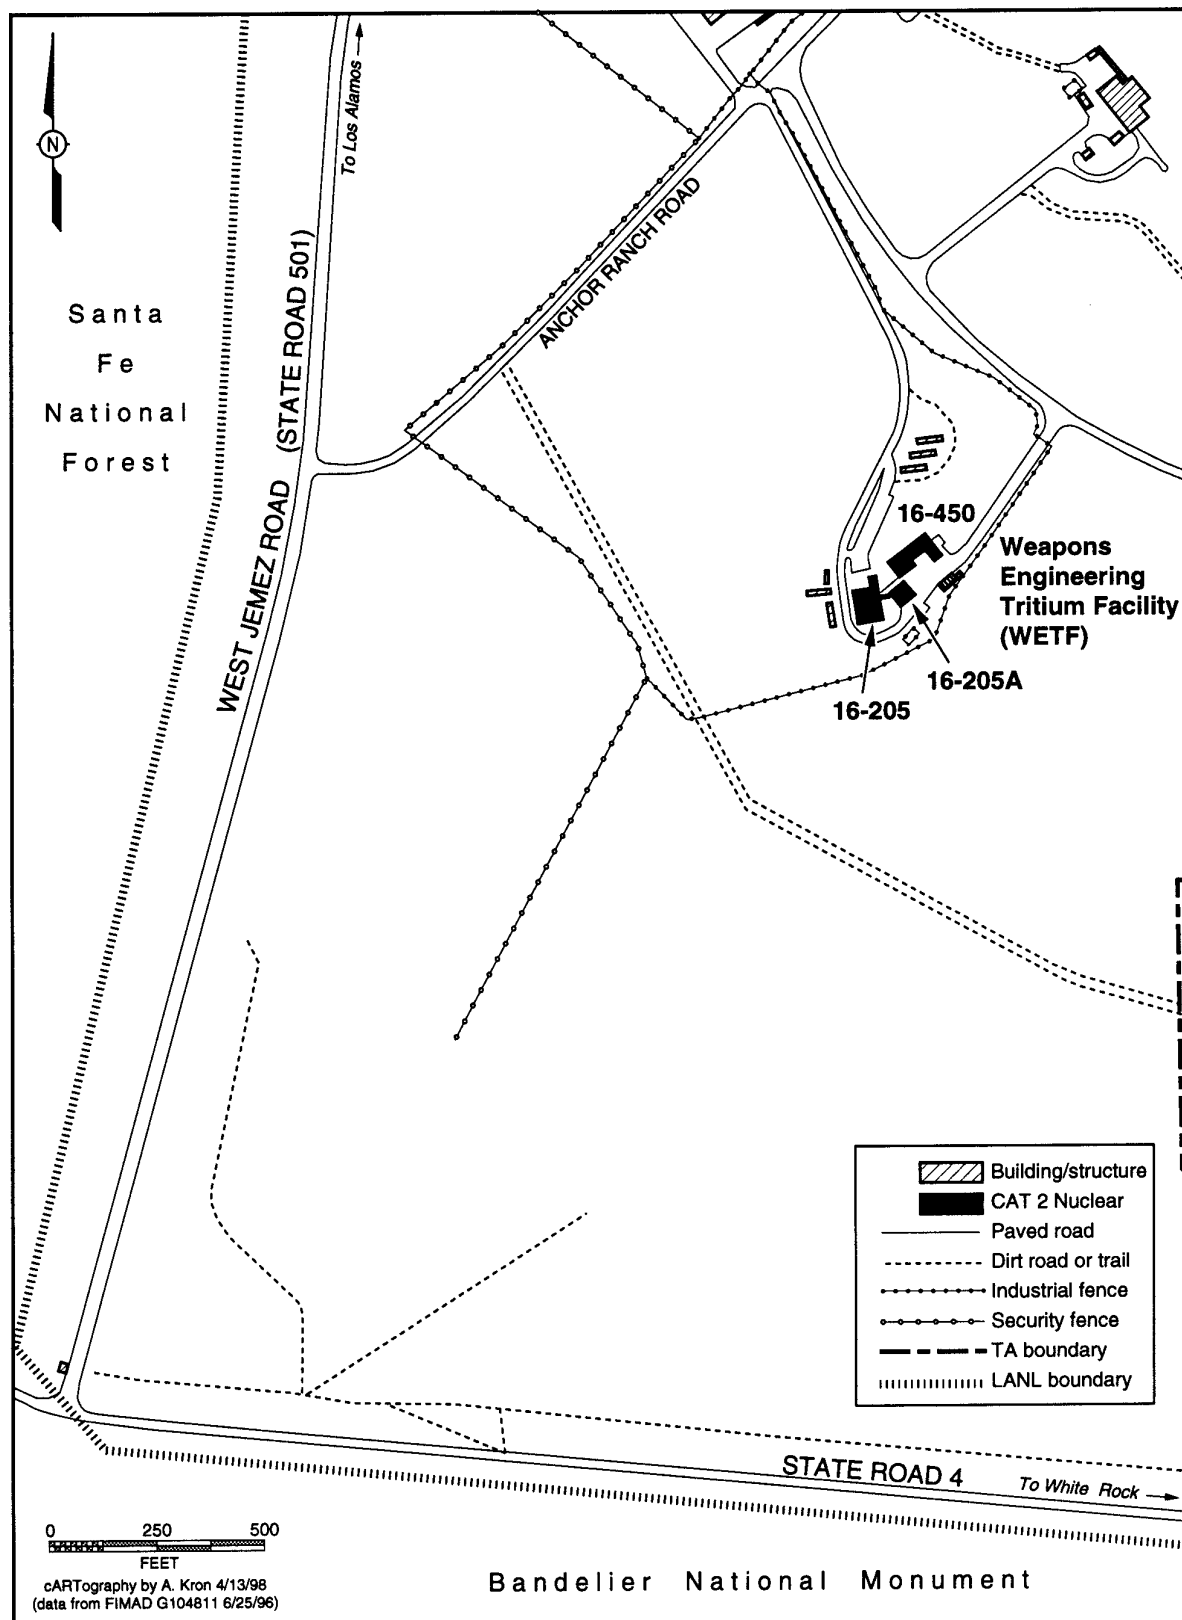 N
To Los Alamos
Santa
Fe
National
Forest
WEST JEMEZ ROAD (STATE ROAD 501)
ANCHOR RANCH ROAD
16-450
Weapons
Engineering
Tritium Facility
(WETF)
16-205A
16-205
Building/structure
CAT 2 Nuclear
Paved road
Dirt road or trail
Industrial fence
Security fence
TA boundary
LANL boundary
STATE ROAD 4
To White Rock
0 250 500
FEET
cARTography by A. Kron 4/13/98
(data from FIMAD G104811 6/25/96)
Bandelier National Monument